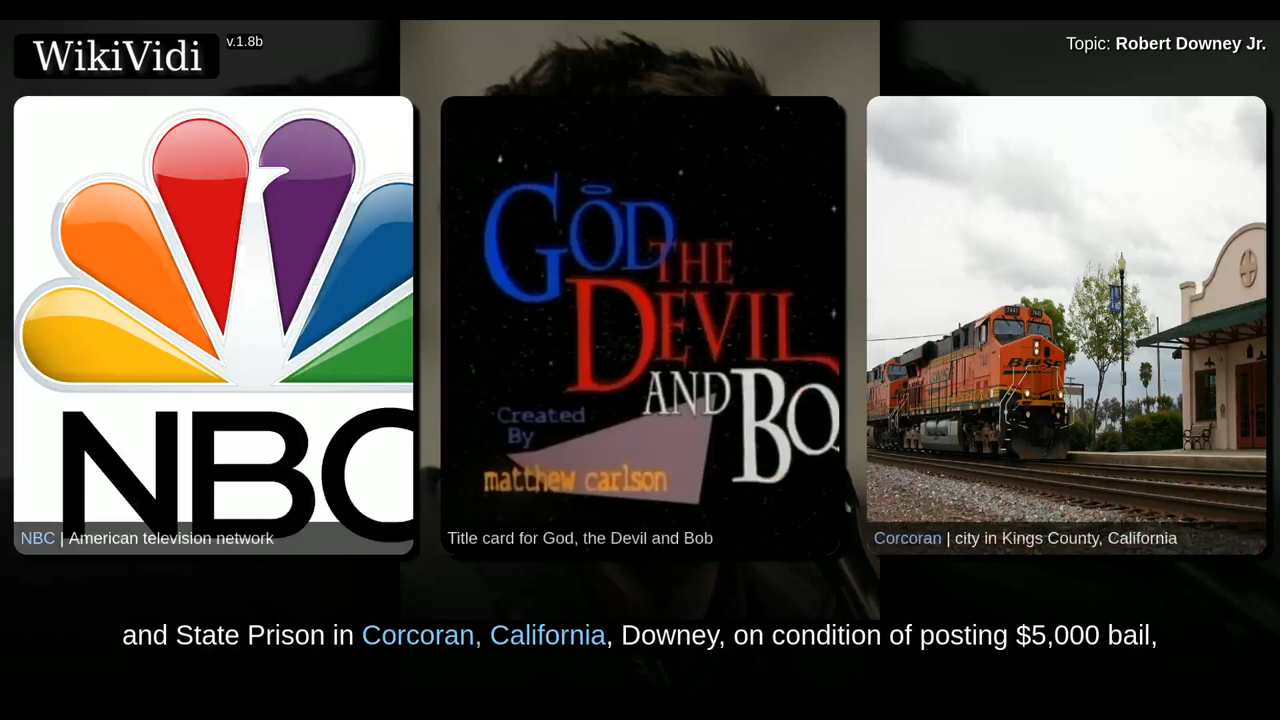 WikiVidi
v.1.8b
Topic: Robert Downey Jr.
NBC
NBC | American television network
GOD
THE
DEVIL
AND BO
Created
By
matthew carlson
Title card for God, the Devil and Bob
BNSF
Corcoran | city in Kings County, California
and State Prison in Corcoran, California, Downey, on condition of posting $5,000 bail,